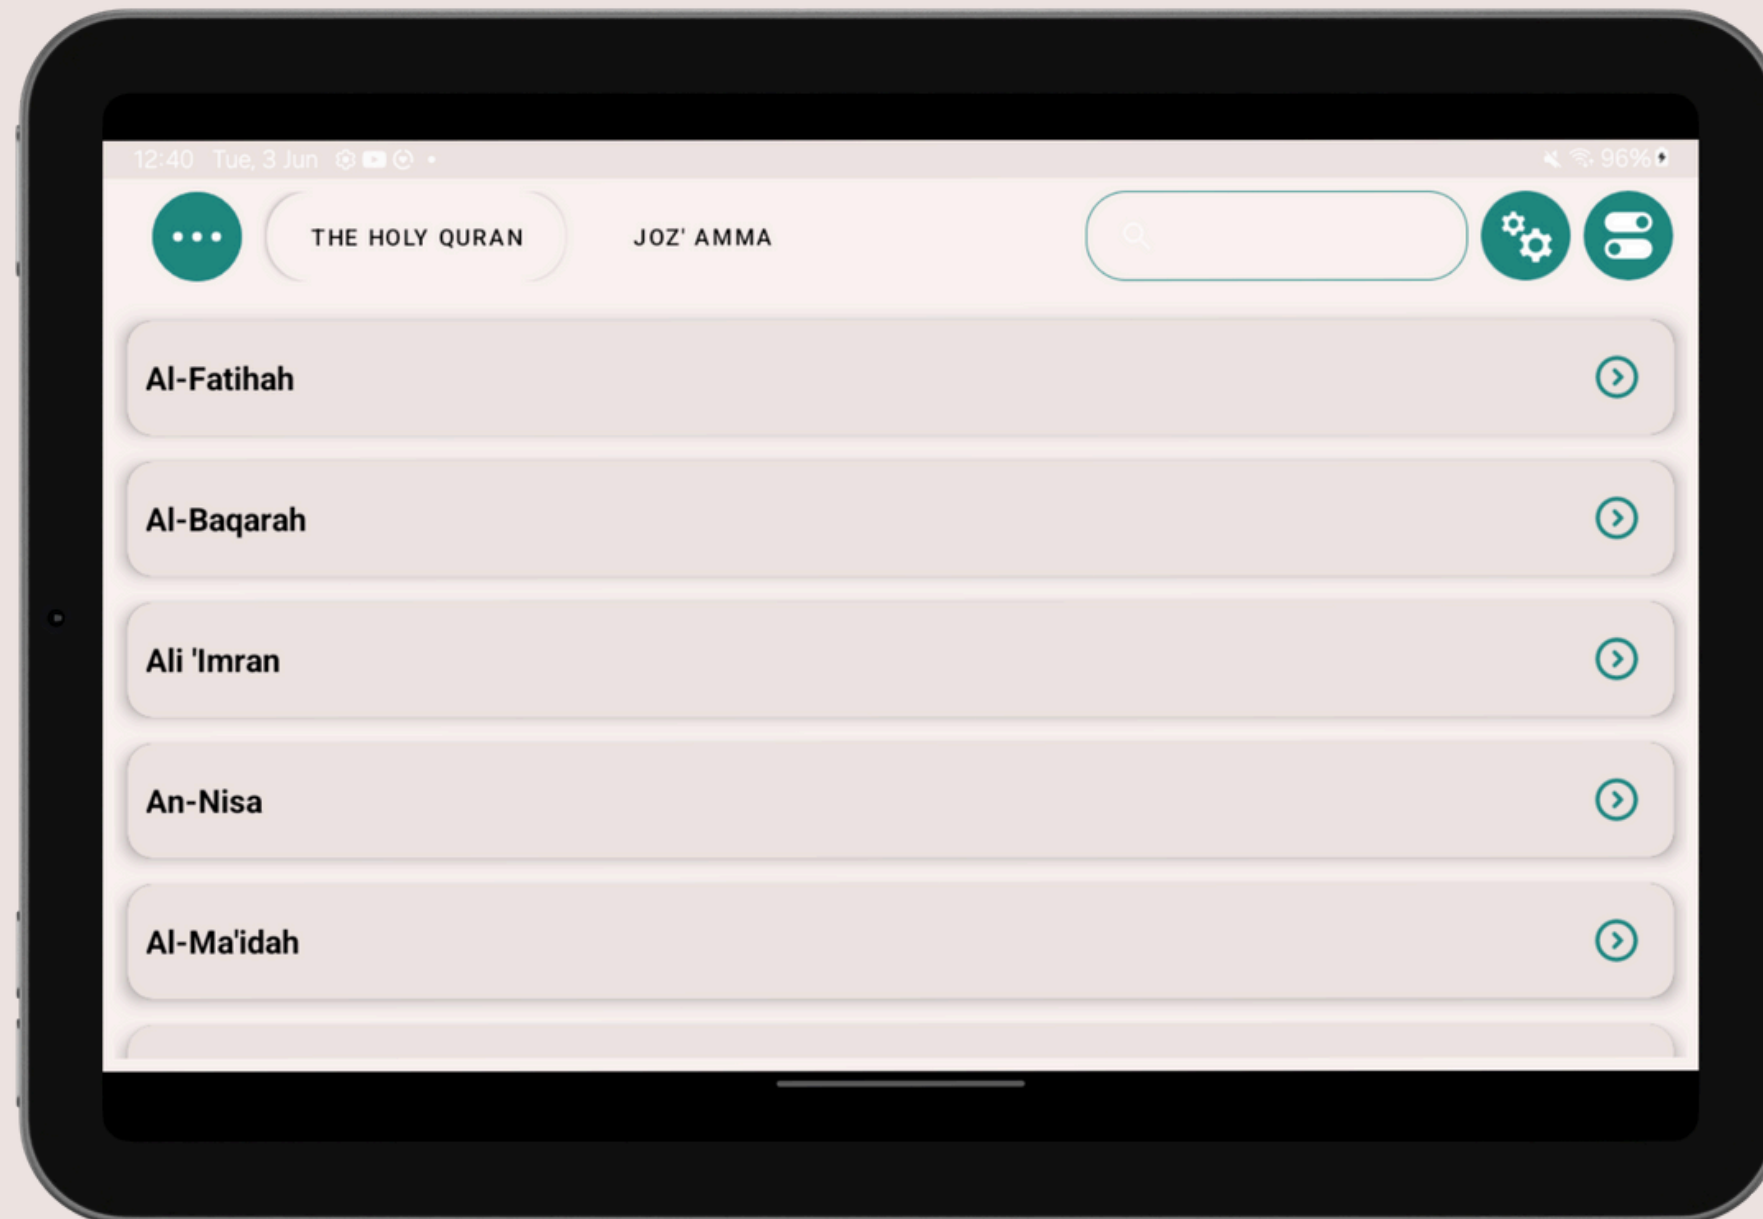 12:40 Tue, 3 Jun 96%
THE HOLY QURAN JOZ' AMMA
Al-Fatihah
Al-Baqarah
Ali 'Imran
An-Nisa
Al-Ma'idah